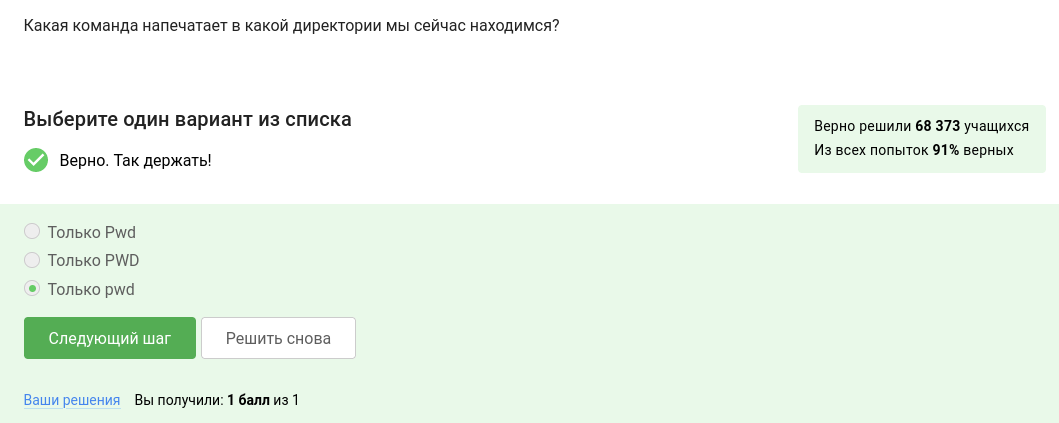 Какая команда напечатает в какой директории мы сейчас находимся?
Выберите один вариант из списка
Верно. Так держать!
Верно решили 68 373 учащихся
Из всех попыток 91% верных
Только Pwd
Только PWD
Только pwd
Следующий шаг
Решить снова
Ваши решения Вы получили: 1 балл из 1